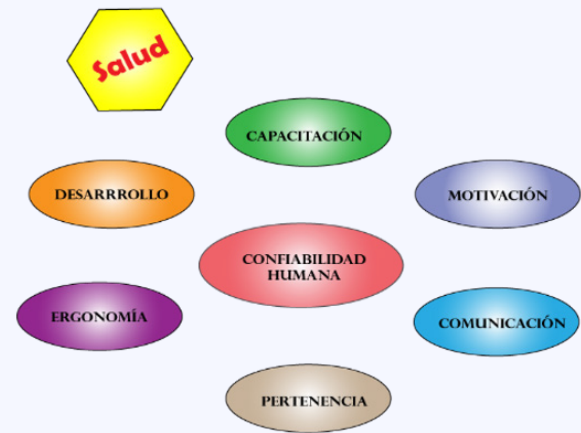 Salud
CAPACITACIÓN
DESARRROLLO
MOTIVACIÓN
CONFIABILIDAD
HUMANA
ERGONOMÍA
COMUNICACIÓN
PERTENENCIA